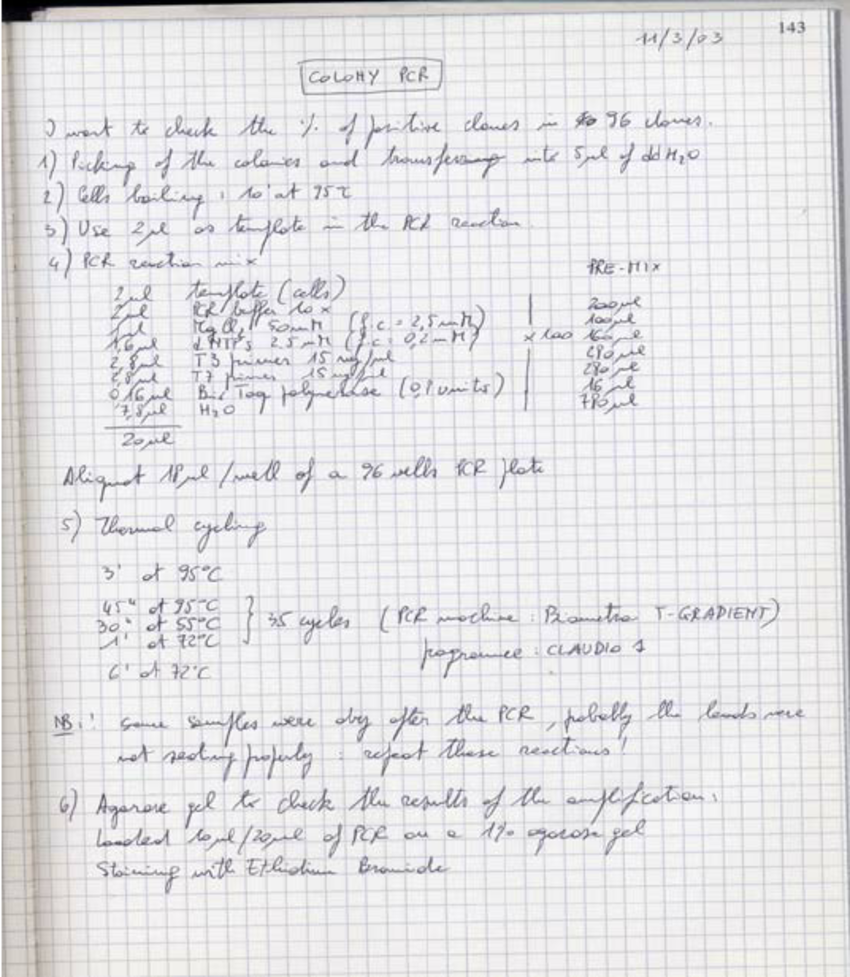 143
11/3/03
COLONY PCR
I want to check the % of positive clones in 96 clones.
1) Picking of the colonies and transferring into 5µl of dd H2O
2) Cells boiling : 10' at 95°C
3) Use 2µl as template in the PCR reaction.
4) PCR reaction mix
PRE-MIX
2µl template (cells)
2µl PCR buffer 10x 200µl
1µl MgCl2 50mM (f.c. = 2,5mM) 100µl
1,6µl dNTPs 2.5mM (f.c. 0,2mM) x 100 160µl
2,8µl T3 primer 15 ng/µl 280µl
2,8µl T7 primer 15 ng/µl 280µl
0,16µl Bio Taq polymerase (0,8 units) 16µl
7,8µl H2O 780µl
20µl
Aliquot 18µl /well of a 96 wells PCR plate
5) Thermal cycling
3' at 95°C
45" at 95°C
30" at 55°C } 35 cycles (PCR machine : Biometra T-GRADIENT)
1' at 72°C
programme : CLAUDIO 1
6' at 72°C
NB : ! some samples were dry after the PCR, probably the were
not sealing properly : repeat these reactions!
6) Agarose gel to check the results of the amplification :
Loaded 10µl/20µl of PCR on a 1% agarose gel
Staining with Ethidium Bromide